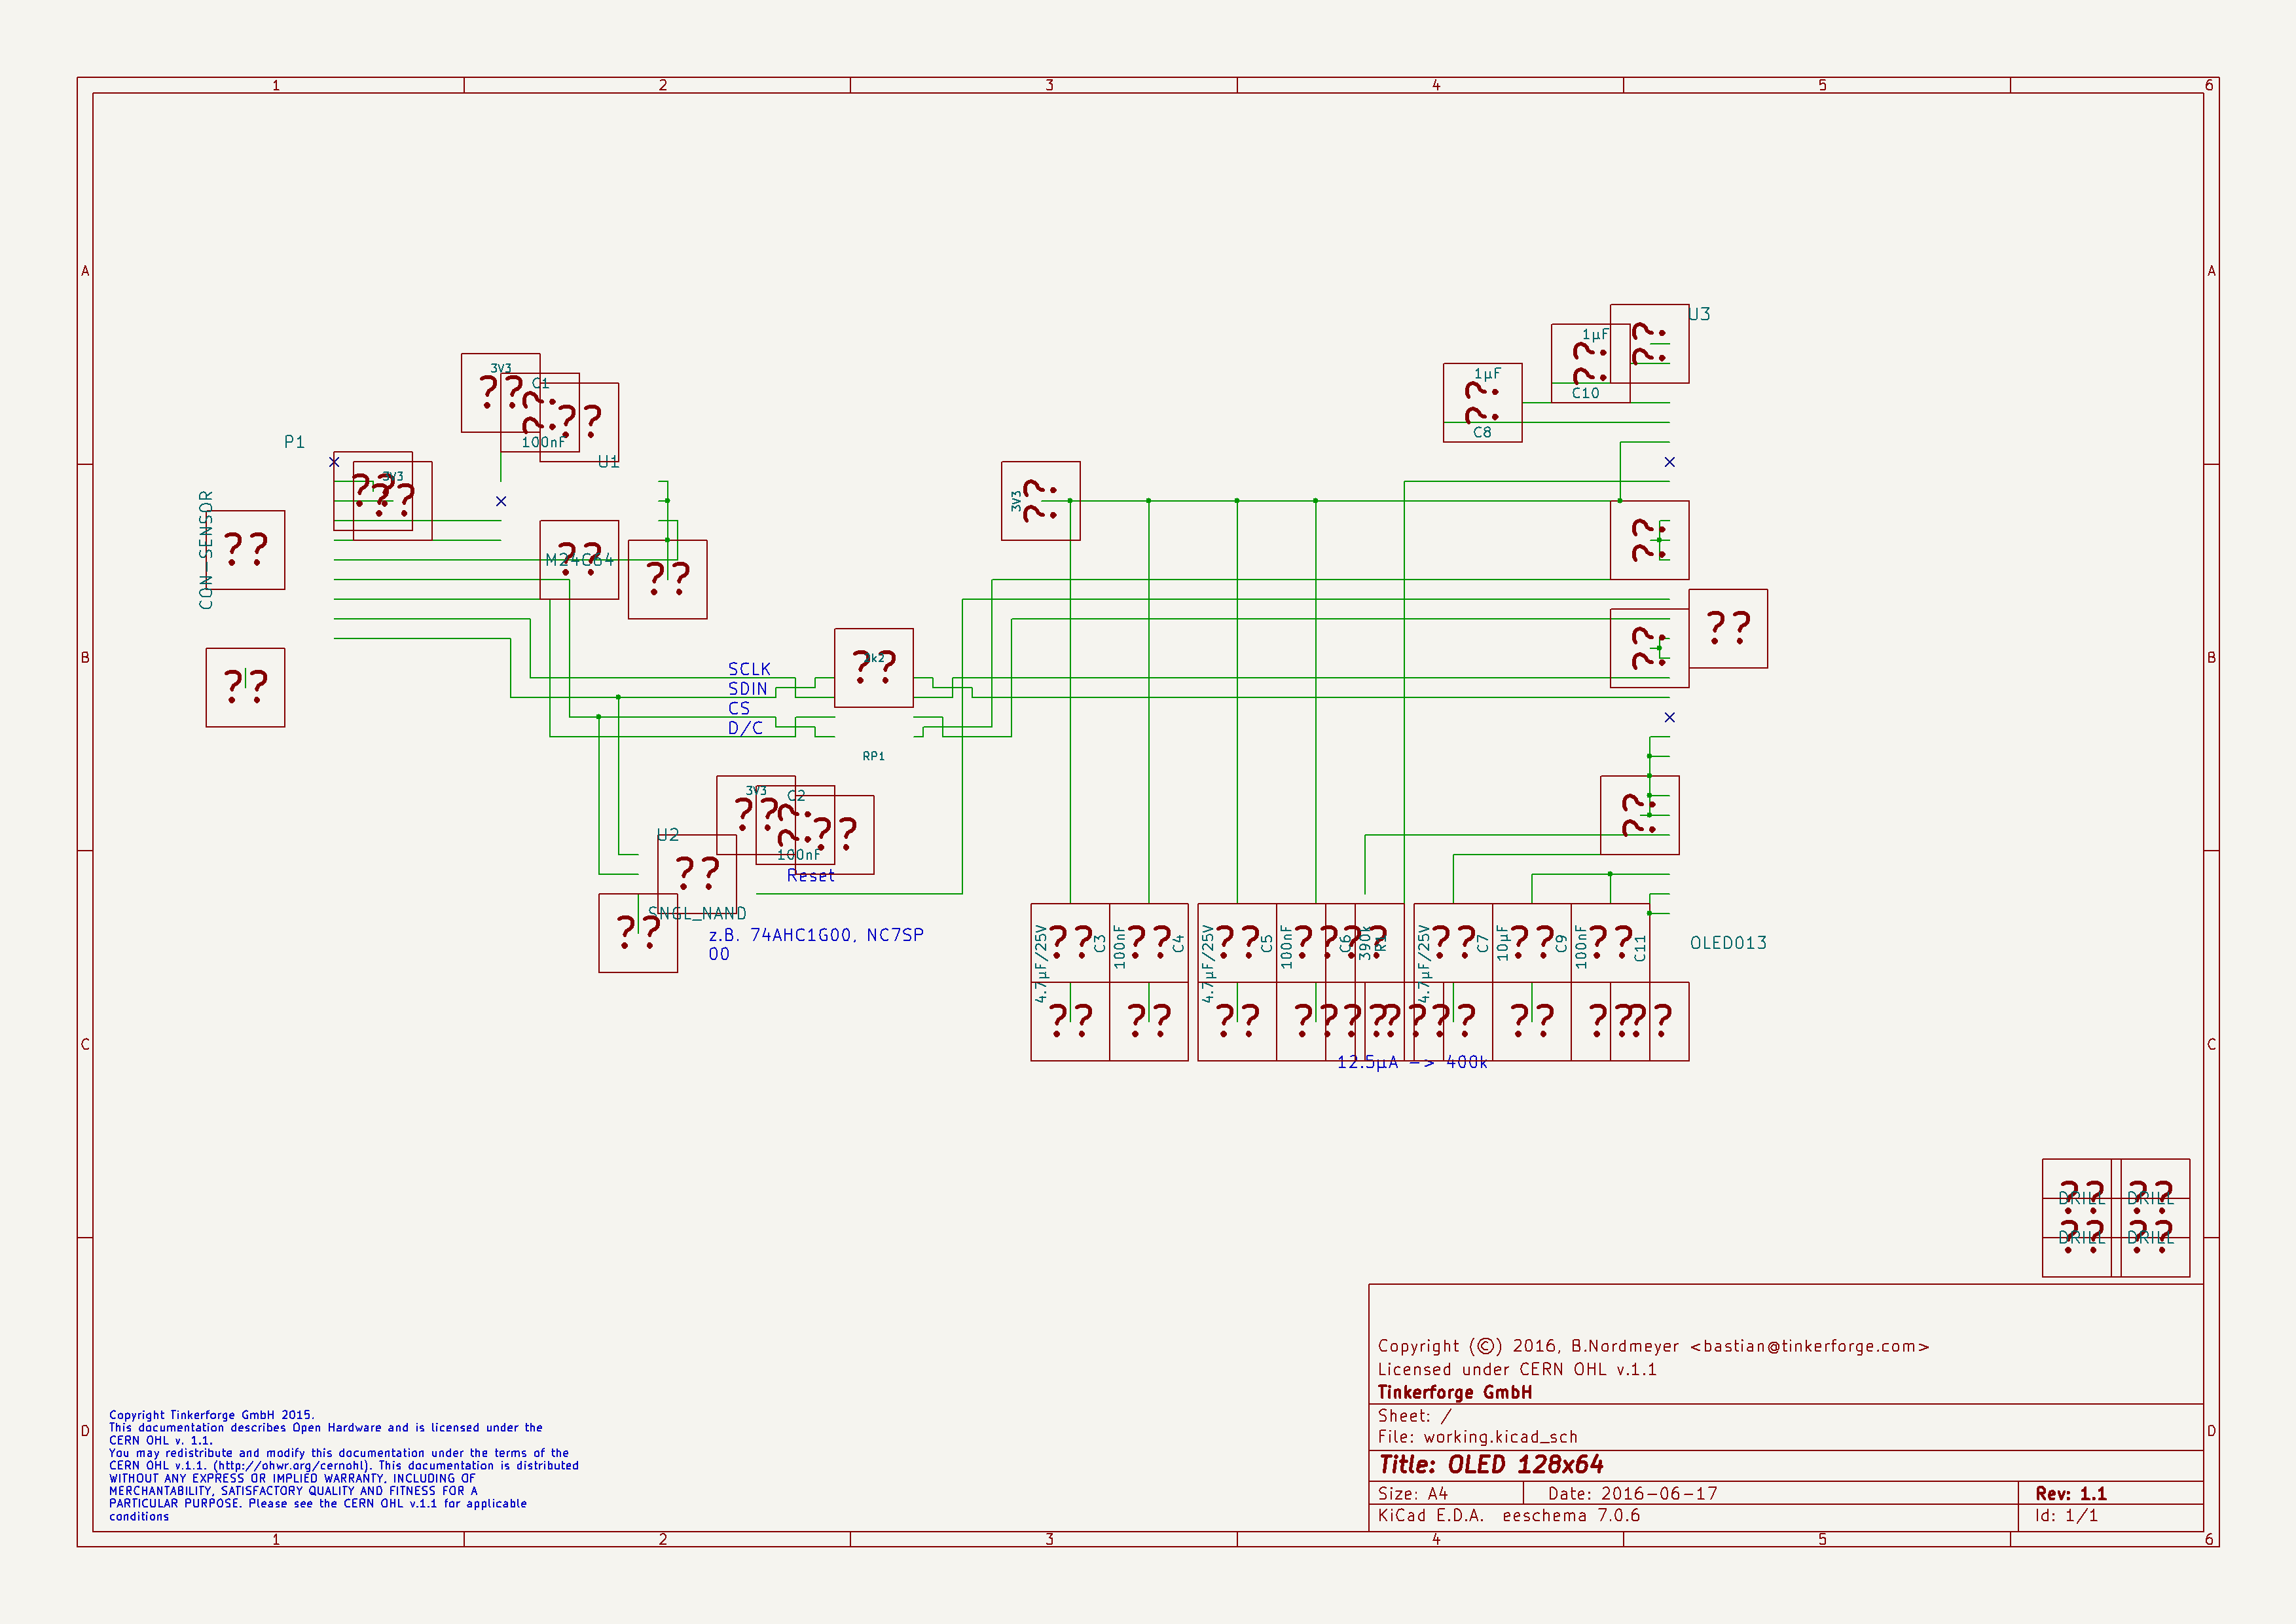 1 2 3 4 5 6
A A
U3
1µF
1µF
3V3
C1
C10
C8
100nF
P1
U1
3V3
3V3
CON-SENSOR
M24C64
B B
SCLK
SDIN
CS
D/C
RP1
3V3
C2
U2
100nF
Reset
SNGL_NAND
z.B. 74AHC1G00, NC7SP
00
4.7µF/25V
C3
100nF
C4
4.7µF/25V
C5
100nF
C6
390k
4.7µF/25V
C7
10µF
C9
100nF
C11
OLED013
?? ?? ?? ?? ?? ?? ?? ??
C C
12.5µA -> 400k
DRILL DRILL
DRILL DRILL
Copyright (©) 2016, B.Nordmeyer <bastian@tinkerforge.com>
Licensed under CERN OHL v.1.1
Tinkerforge GmbH
Sheet: /
File: working.kicad_sch
Title: OLED 128x64
Size: A4 Date: 2016-06-17 Rev: 1.1
KiCad E.D.A. eeschema 7.0.6 Id: 1/1
Copyright Tinkerforge GmbH 2015.
This documentation describes Open Hardware and is licensed under the
CERN OHL v. 1.1.
You may redistribute and modify this documentation under the terms of the
CERN OHL v.1.1. (http://ohwr.org/cernohl). This documentation is distributed
WITHOUT ANY EXPRESS OR IMPLIED WARRANTY, INCLUDING OF
MERCHANTABILITY, SATISFACTORY QUALITY AND FITNESS FOR A
PARTICULAR PURPOSE. Please see the CERN OHL v.1.1 for applicable
conditions
D D
1 2 3 4 5 6